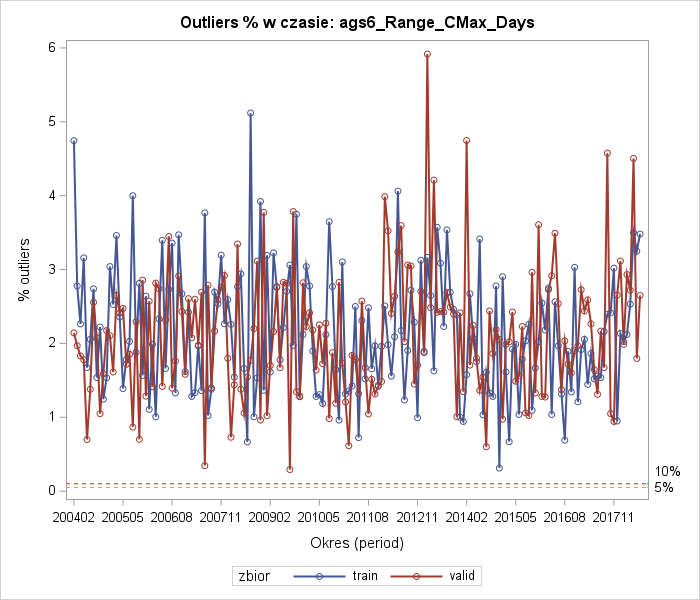 Outliers % w czasie: ags6_Range_CMax_Days
% outliers
6
5
4
3
2
1
0
10%
5%
200402 200505 200608 200711 200902 201005 201108 201211 201402 201505 201608 201711
Okres (period)
zbior train valid